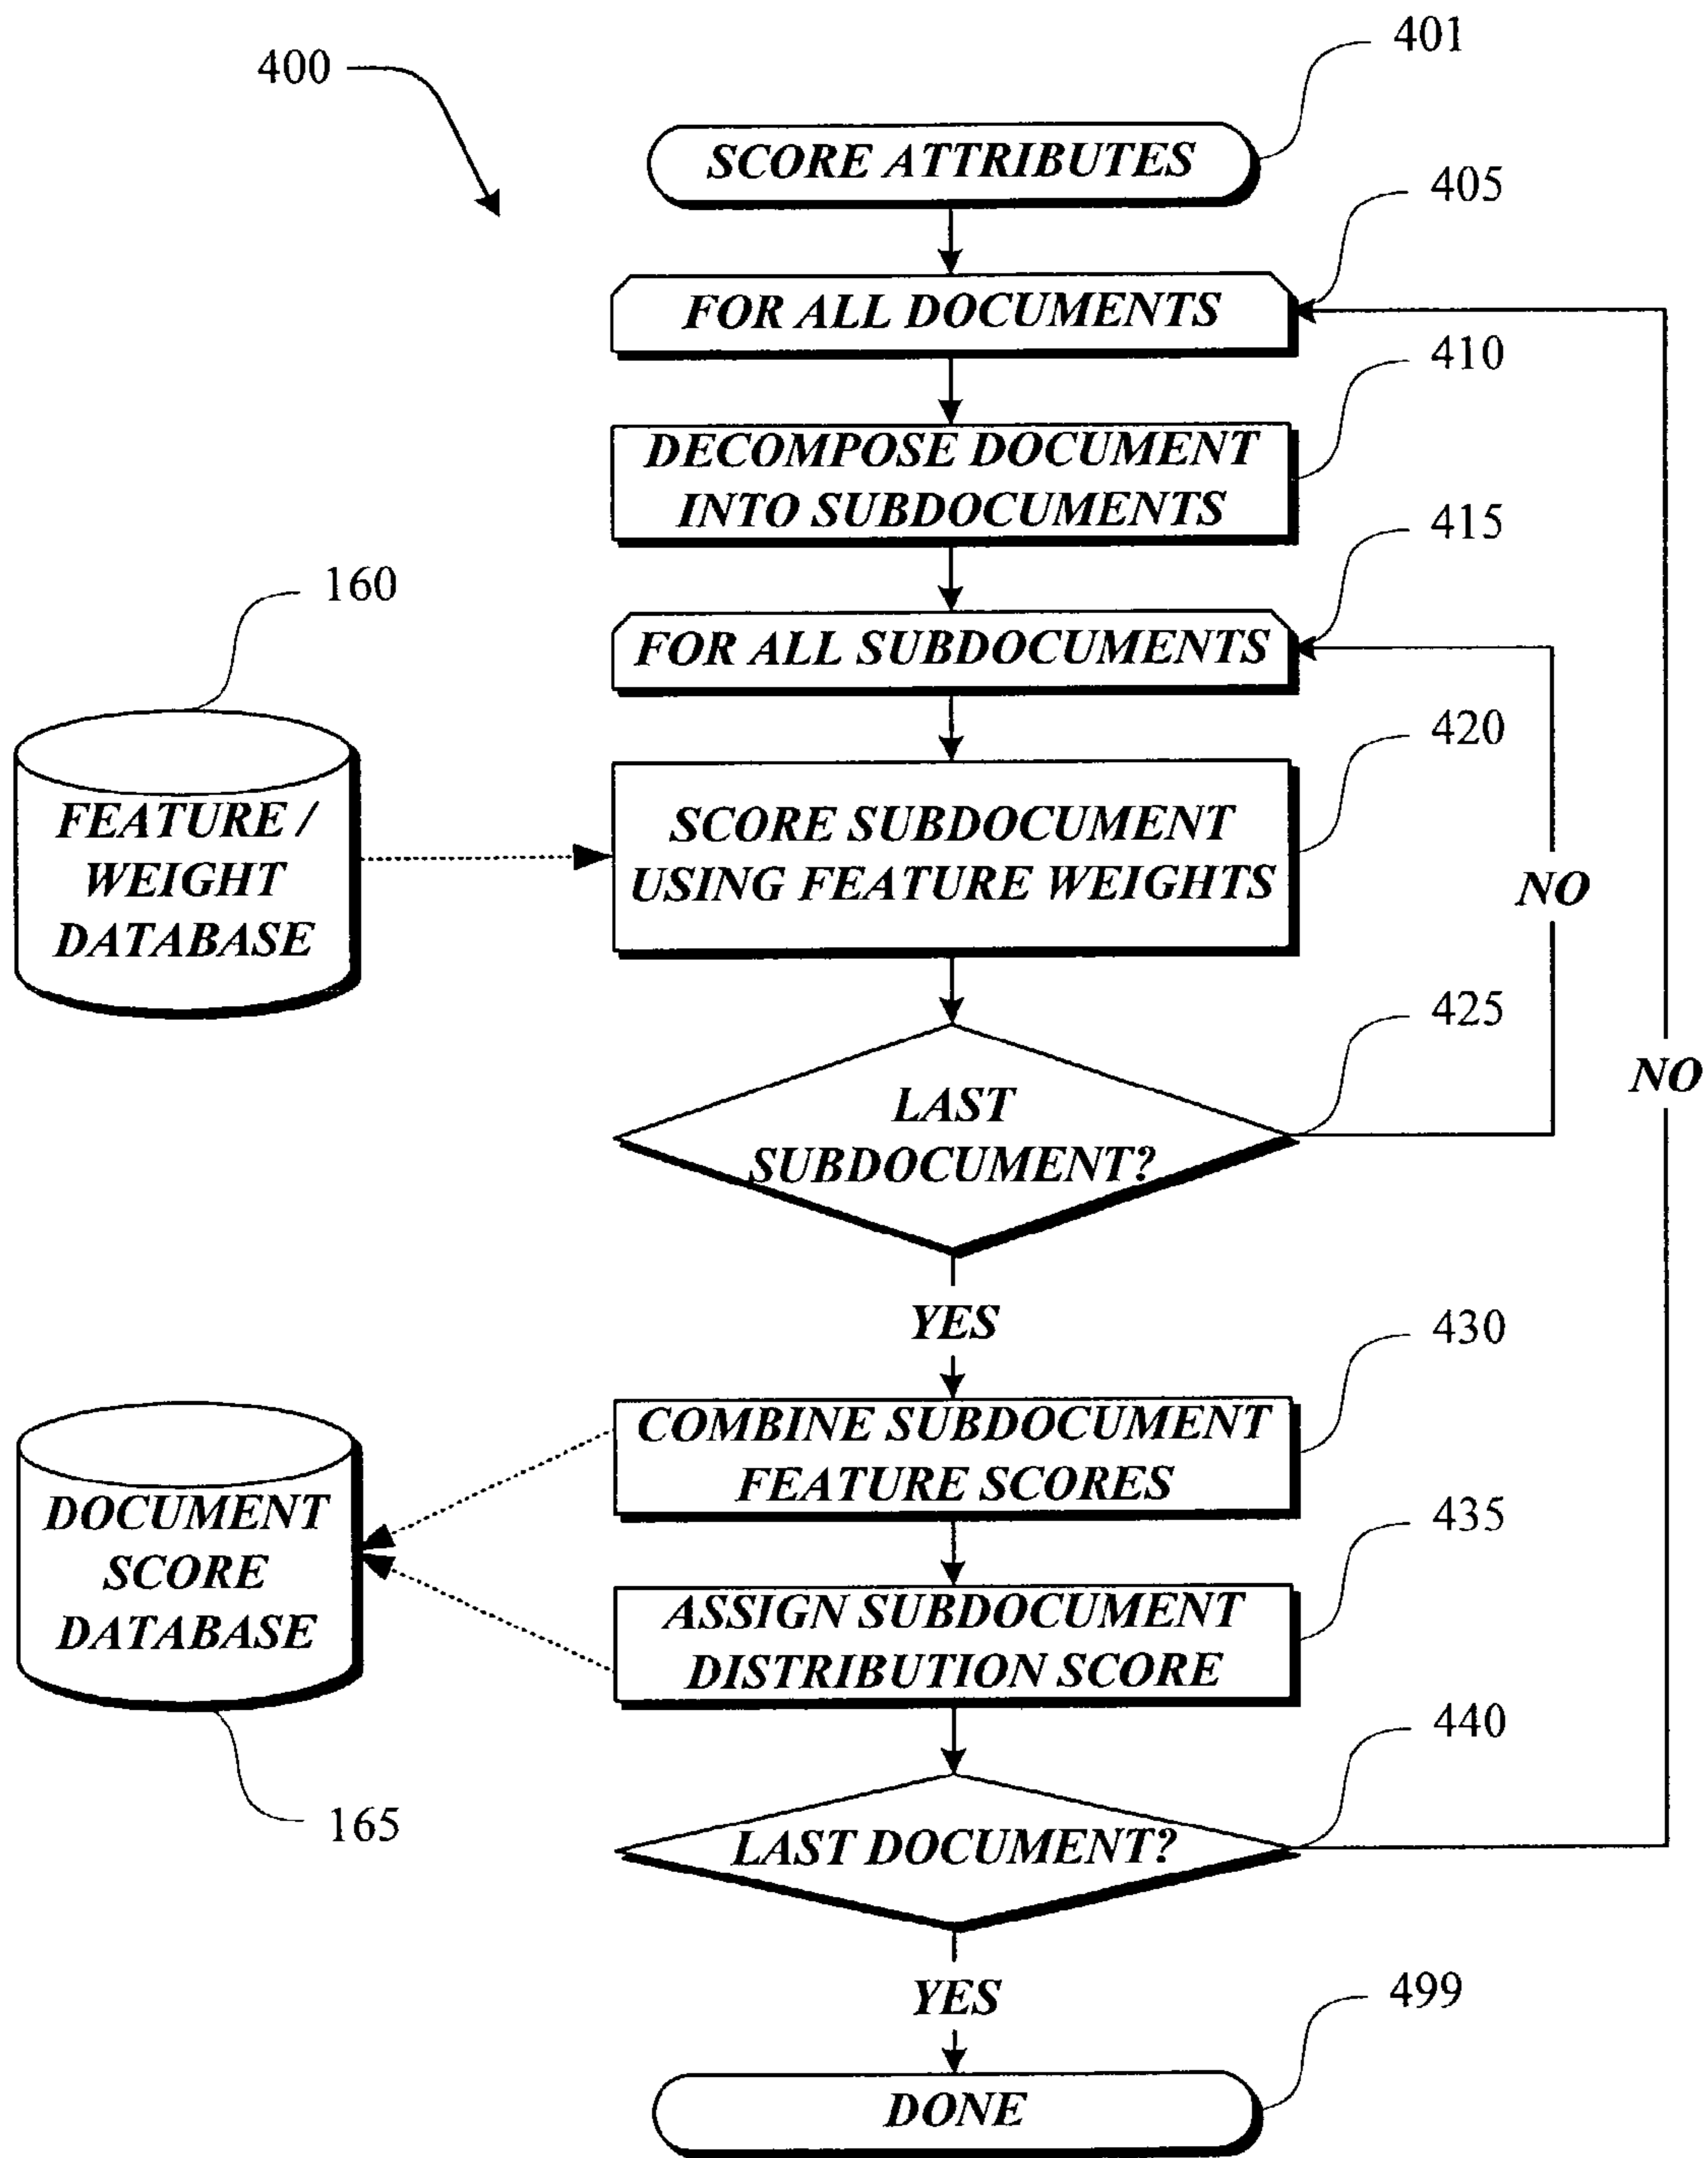 400
401
SCORE ATTRIBUTES
405
FOR ALL DOCUMENTS
410
DECOMPOSE DOCUMENT
INTO SUBDOCUMENTS
415
FOR ALL SUBDOCUMENTS
160
FEATURE /
WEIGHT
DATABASE
420
SCORE SUBDOCUMENT
USING FEATURE WEIGHTS
NO
425
LAST
SUBDOCUMENT?
NO
YES
430
COMBINE SUBDOCUMENT
FEATURE SCORES
DOCUMENT
SCORE
DATABASE
165
435
ASSIGN SUBDOCUMENT
DISTRIBUTION SCORE
440
LAST DOCUMENT?
YES
499
DONE